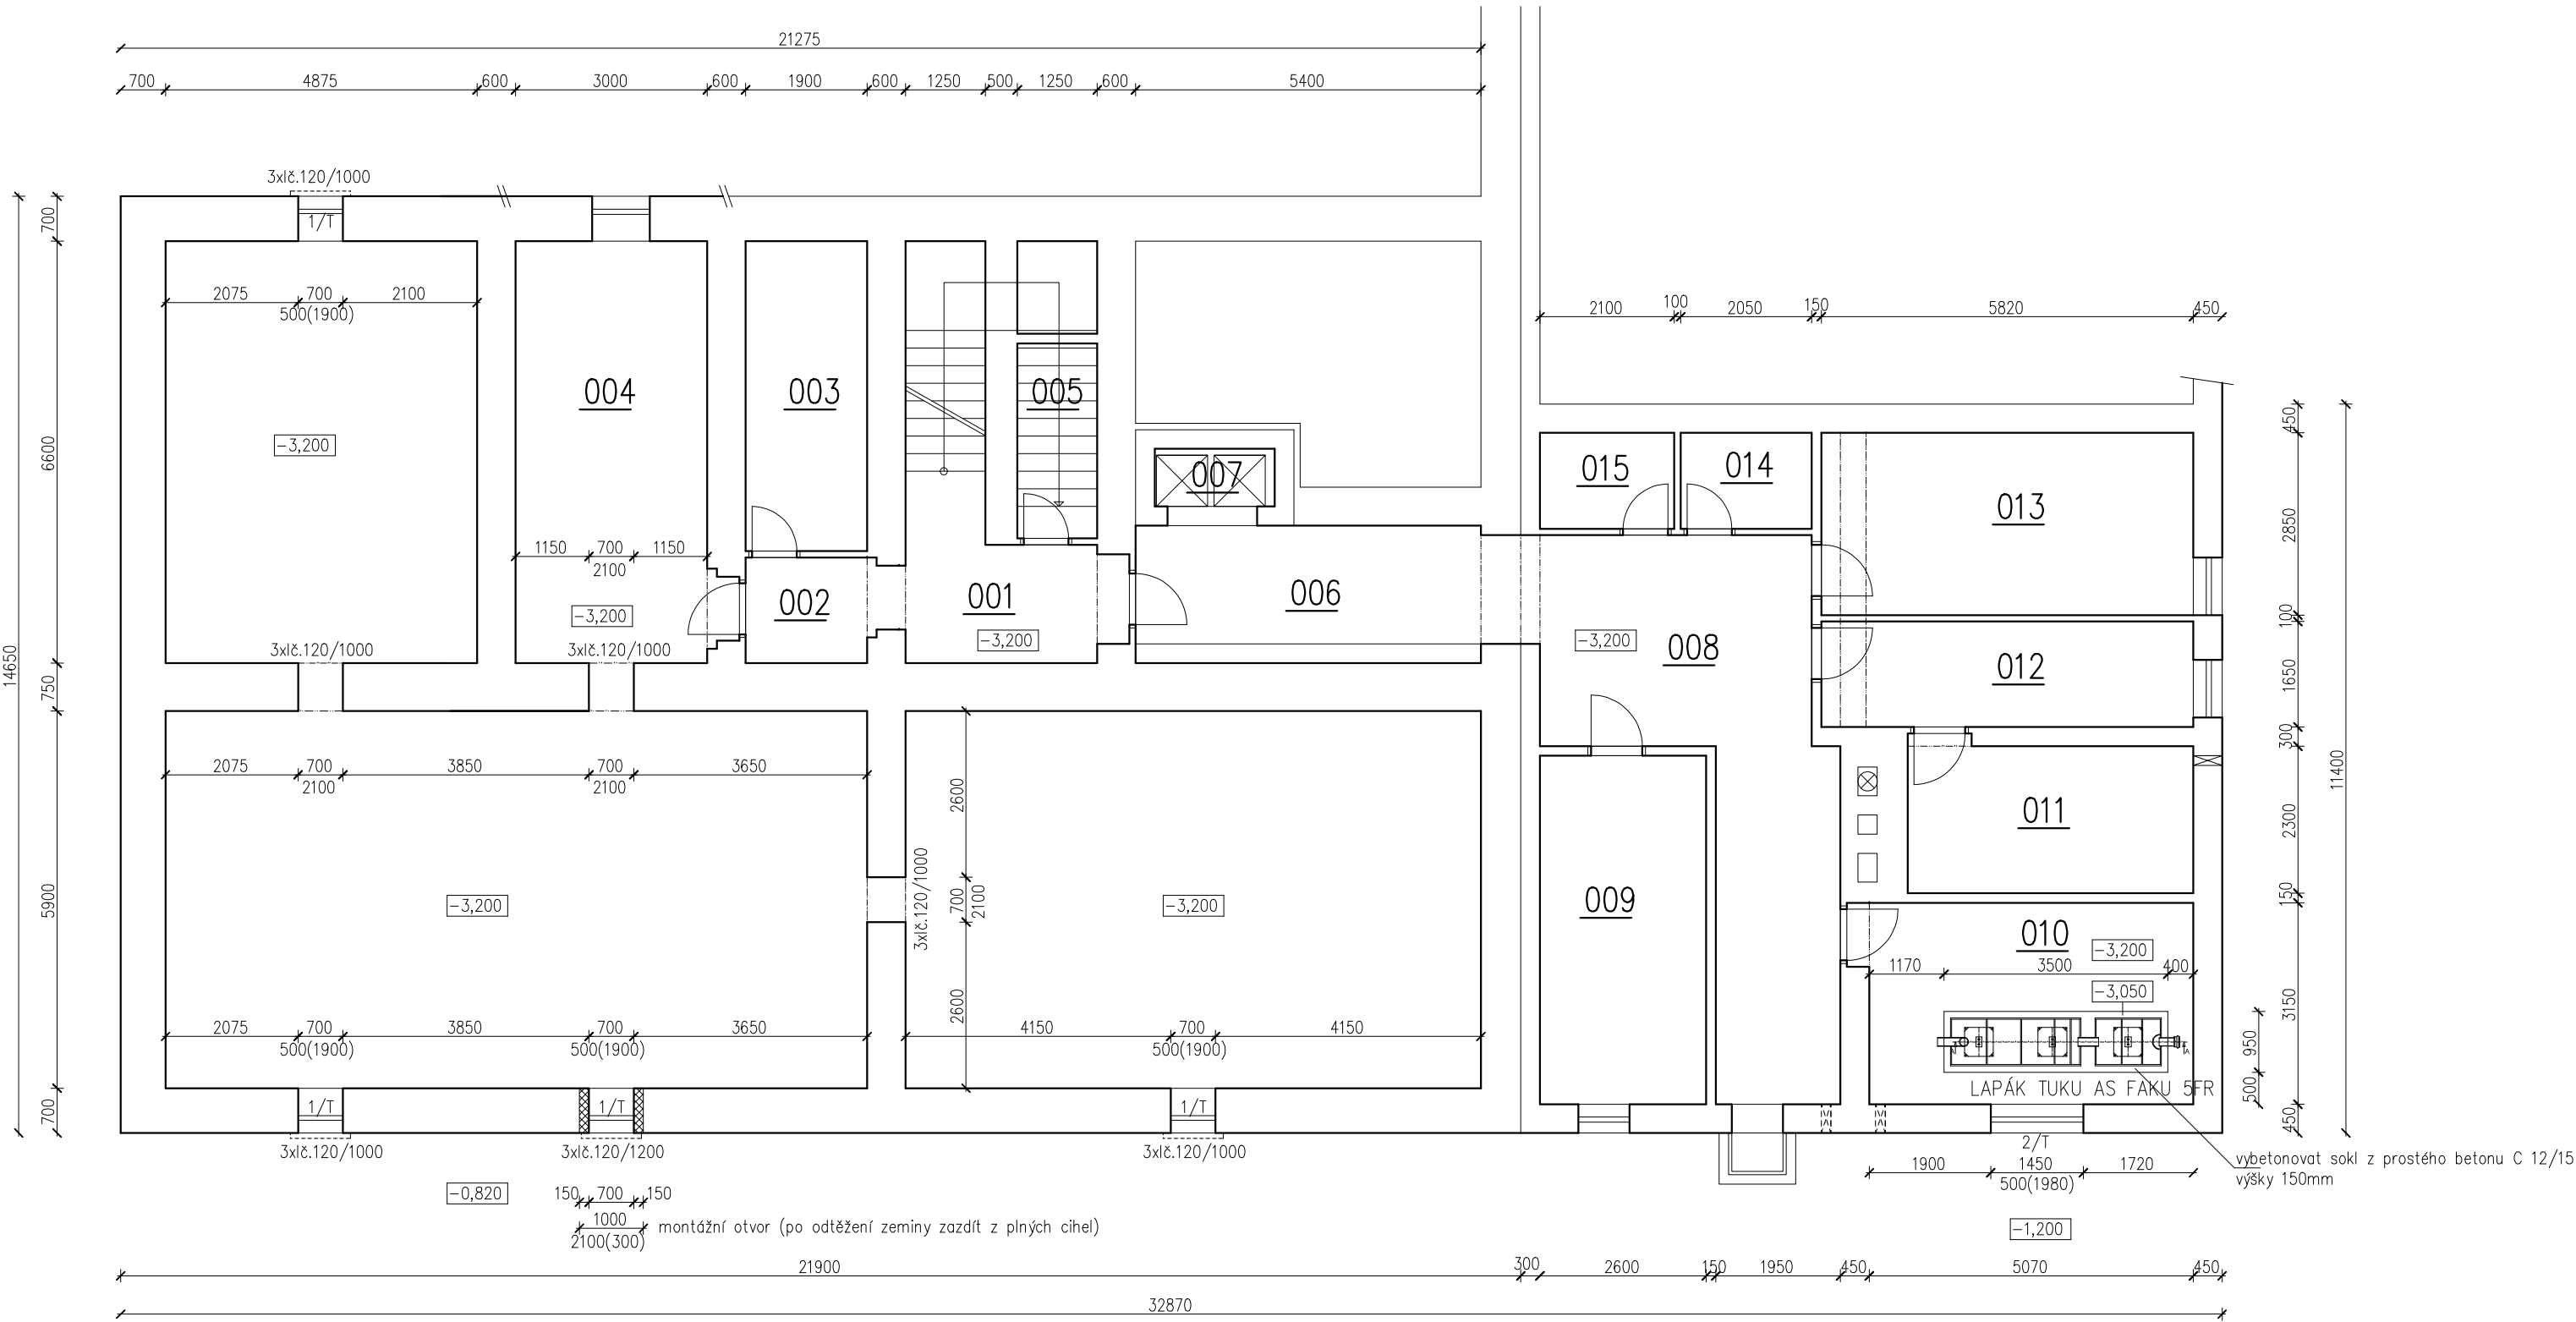 21275
700 4875 600 3000 600 1900 600 1250 500 1250 600 5400
3xlč.120/1000
1/T
700
2075 700 2100
500(1900)
2100 100 2050 150 5820 450
004
003
005
007
015
014
013
450
-3,200
6600
2850
1150 700 1150
2100
-3,200
002
001
006
-3,200
-3,200
008
012
100
1650
3xlč.120/1000
3xlč.120/1000
14650
750
300
11400
2075 700 3850 700 3650
2100 2100
2600
011
2300
3xlč.120/1000
700
2100
-3,200
-3,200
5900
009
150
010
-3,200
1170 3500 400
-3,050
3150
2600
2075 700 3850 700 3650
500(1900) 500(1900)
4150 700 4150
500(1900)
950
500
LAPÁK TUKU AS FAKU 5FR
700
1/T
1/T
1/T
450
3xlč.120/1000
3xlč.120/1200
3xlč.120/1000
2/T
1900 1450 1720
500(1980)
vybetonovat sokl z prostého betonu C 12/15
výšky 150mm
-0,820
150 700 150
1000
2100(300)
montážní otvor (po odtěžení zeminy zazdít z plných cihel)
-1,200
21900 300 2600 150 1950 450 5070 450
32870